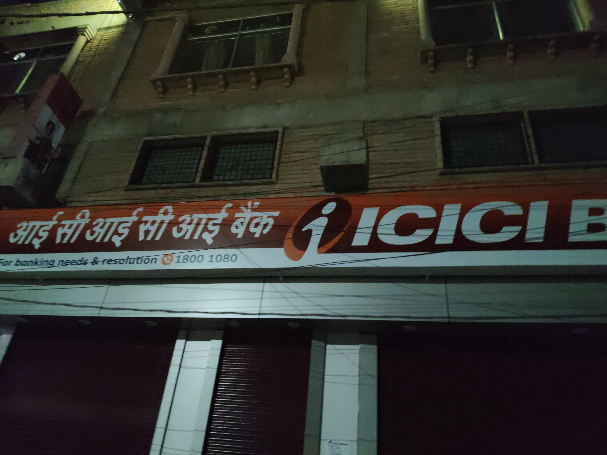 आई सी आई सी आई बैंक ICICI B
For banking needs & resolution 1800 1080